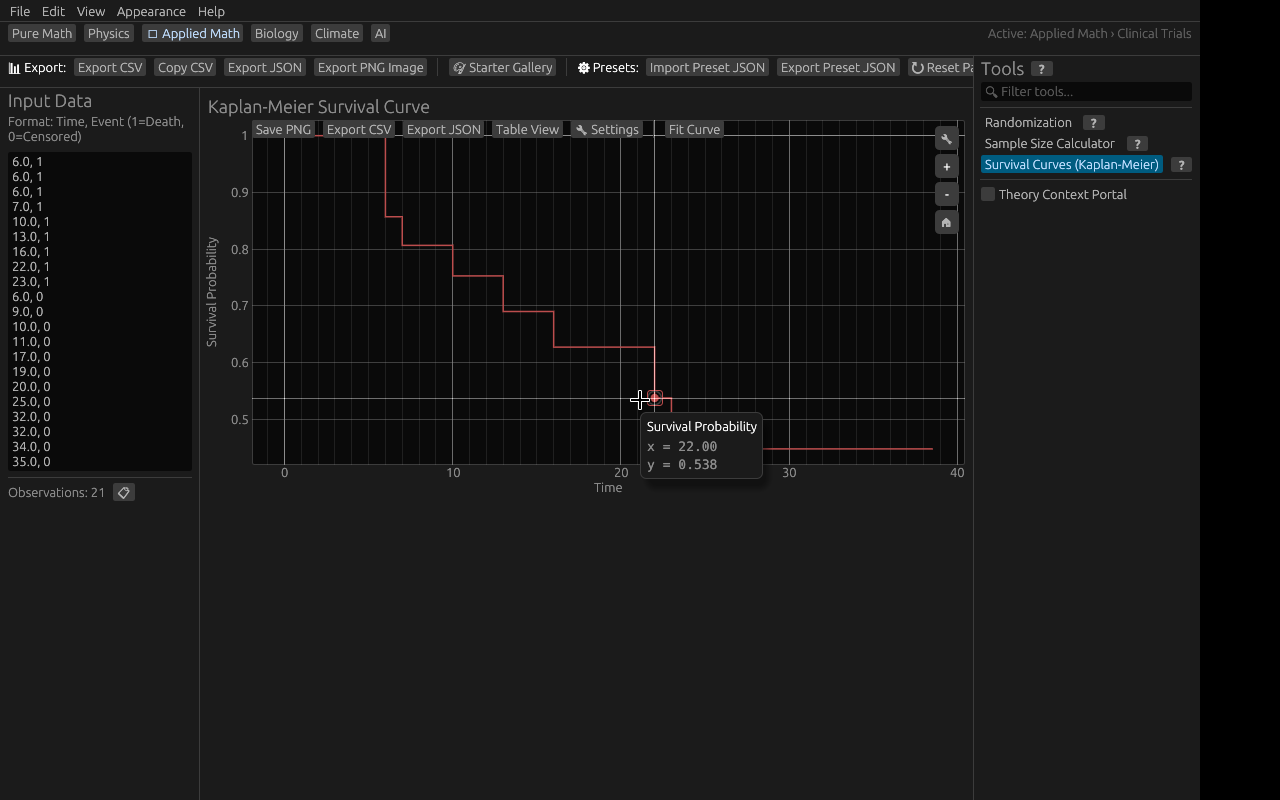 File Edit View Appearance Help
Pure Math Physics Applied Math Biology Climate AI Active: Applied Math › Clinical Trials
Export: Export CSV Copy CSV Export JSON Export PNG Image Starter Gallery Presets: Import Preset JSON Export Preset JSON Reset Pa
Input Data
Format: Time, Event (1=Death,
0=Censored)
6.0, 1
6.0, 1
6.0, 1
7.0, 1
10.0, 1
13.0, 1
16.0, 1
22.0, 1
23.0, 1
6.0, 0
9.0, 0
10.0, 0
11.0, 0
17.0, 0
19.0, 0
20.0, 0
25.0, 0
32.0, 0
32.0, 0
34.0, 0
35.0, 0
Observations: 21
Kaplan-Meier Survival Curve
Save PNG Export CSV Export JSON Table View Settings Fit Curve
+
-
1
0.9
0.8
0.7
0.6
0.5
Survival Probability
0 10 20 30 40
Time
Survival Probability
x = 22.00
y = 0.538
Tools ?
Filter tools...
Randomization ?
Sample Size Calculator ?
Survival Curves (Kaplan-Meier) ?
Theory Context Portal